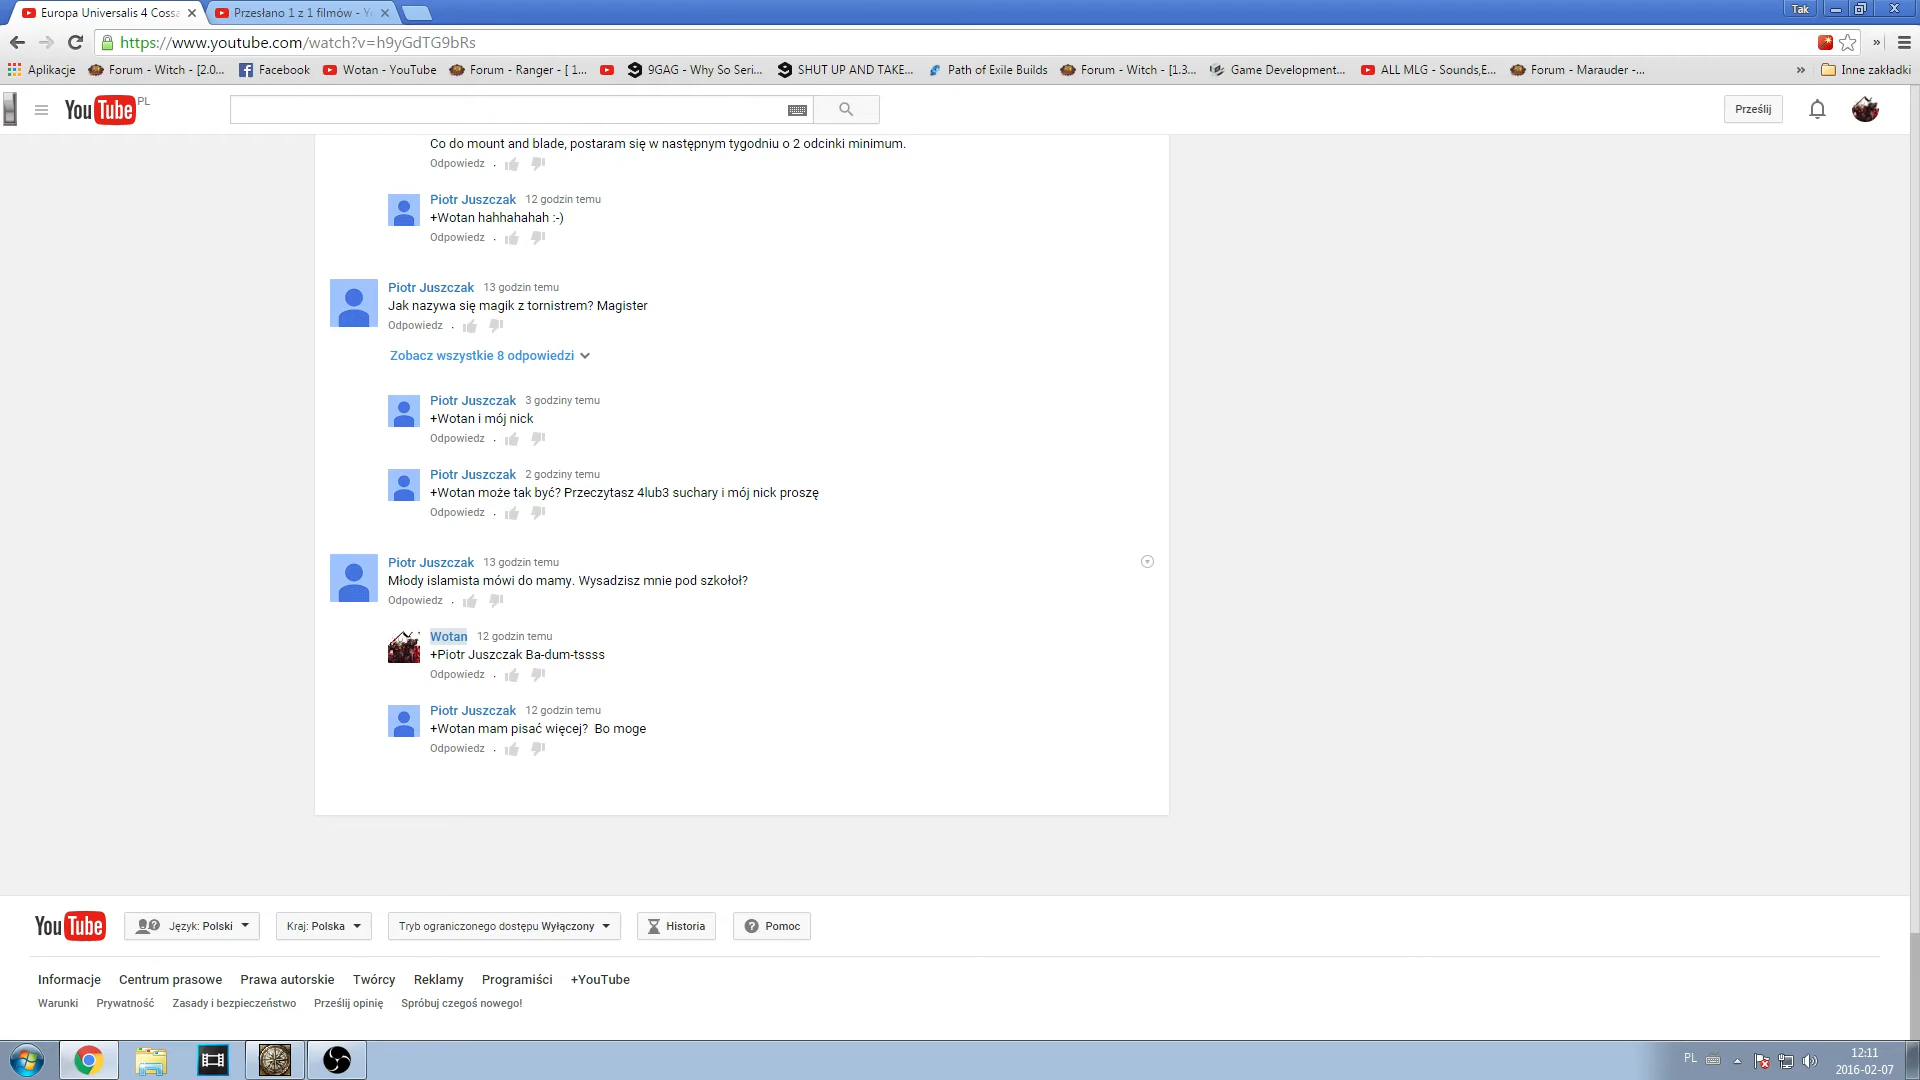 Europa Universalis 4 Cossa
Przesłano 1 z 1 filmów - Yo
Tak
https://www.youtube.com/watch?v=h9yGdTG9bRs
Aplikacje
Forum - Witch - [2.0...
Facebook
Wotan - YouTube
Forum - Ranger - [ 1...
9GAG - Why So Seri...
SHUT UP AND TAKE...
Path of Exile Builds
Forum - Witch - [1.3...
Game Development...
ALL MLG - Sounds,E...
Forum - Marauder -...
»
Inne zakładki
YouTube PL
Prześlij
Co do mount and blade, postaram się w następnym tygodniu o 2 odcinki minimum.
Odpowiedz .
Piotr Juszczak 12 godzin temu
+Wotan hahhahahah :-)
Odpowiedz .
Piotr Juszczak 13 godzin temu
Jak nazywa się magik z tornistrem? Magister
Odpowiedz .
Zobacz wszystkie 8 odpowiedzi
Piotr Juszczak 3 godziny temu
+Wotan i mój nick
Odpowiedz .
Piotr Juszczak 2 godziny temu
+Wotan może tak być? Przeczytasz 4lub3 suchary i mój nick proszę
Odpowiedz .
Piotr Juszczak 13 godzin temu
Młody islamista mówi do mamy. Wysadzisz mnie pod szkołoł?
Odpowiedz .
Wotan 12 godzin temu
+Piotr Juszczak Ba-dum-tssss
Odpowiedz .
Piotr Juszczak 12 godzin temu
+Wotan mam pisać więcej?  Bo moge
Odpowiedz .
YouTube
Język: Polski
Kraj: Polska
Tryb ograniczonego dostępu Wyłączony
Historia
Pomoc
Informacje Centrum prasowe Prawa autorskie Twórcy Reklamy Programiści +YouTube
Warunki Prywatność Zasady i bezpieczeństwo Prześlij opinię Spróbuj czegoś nowego!
PL
12:11
2016-02-07